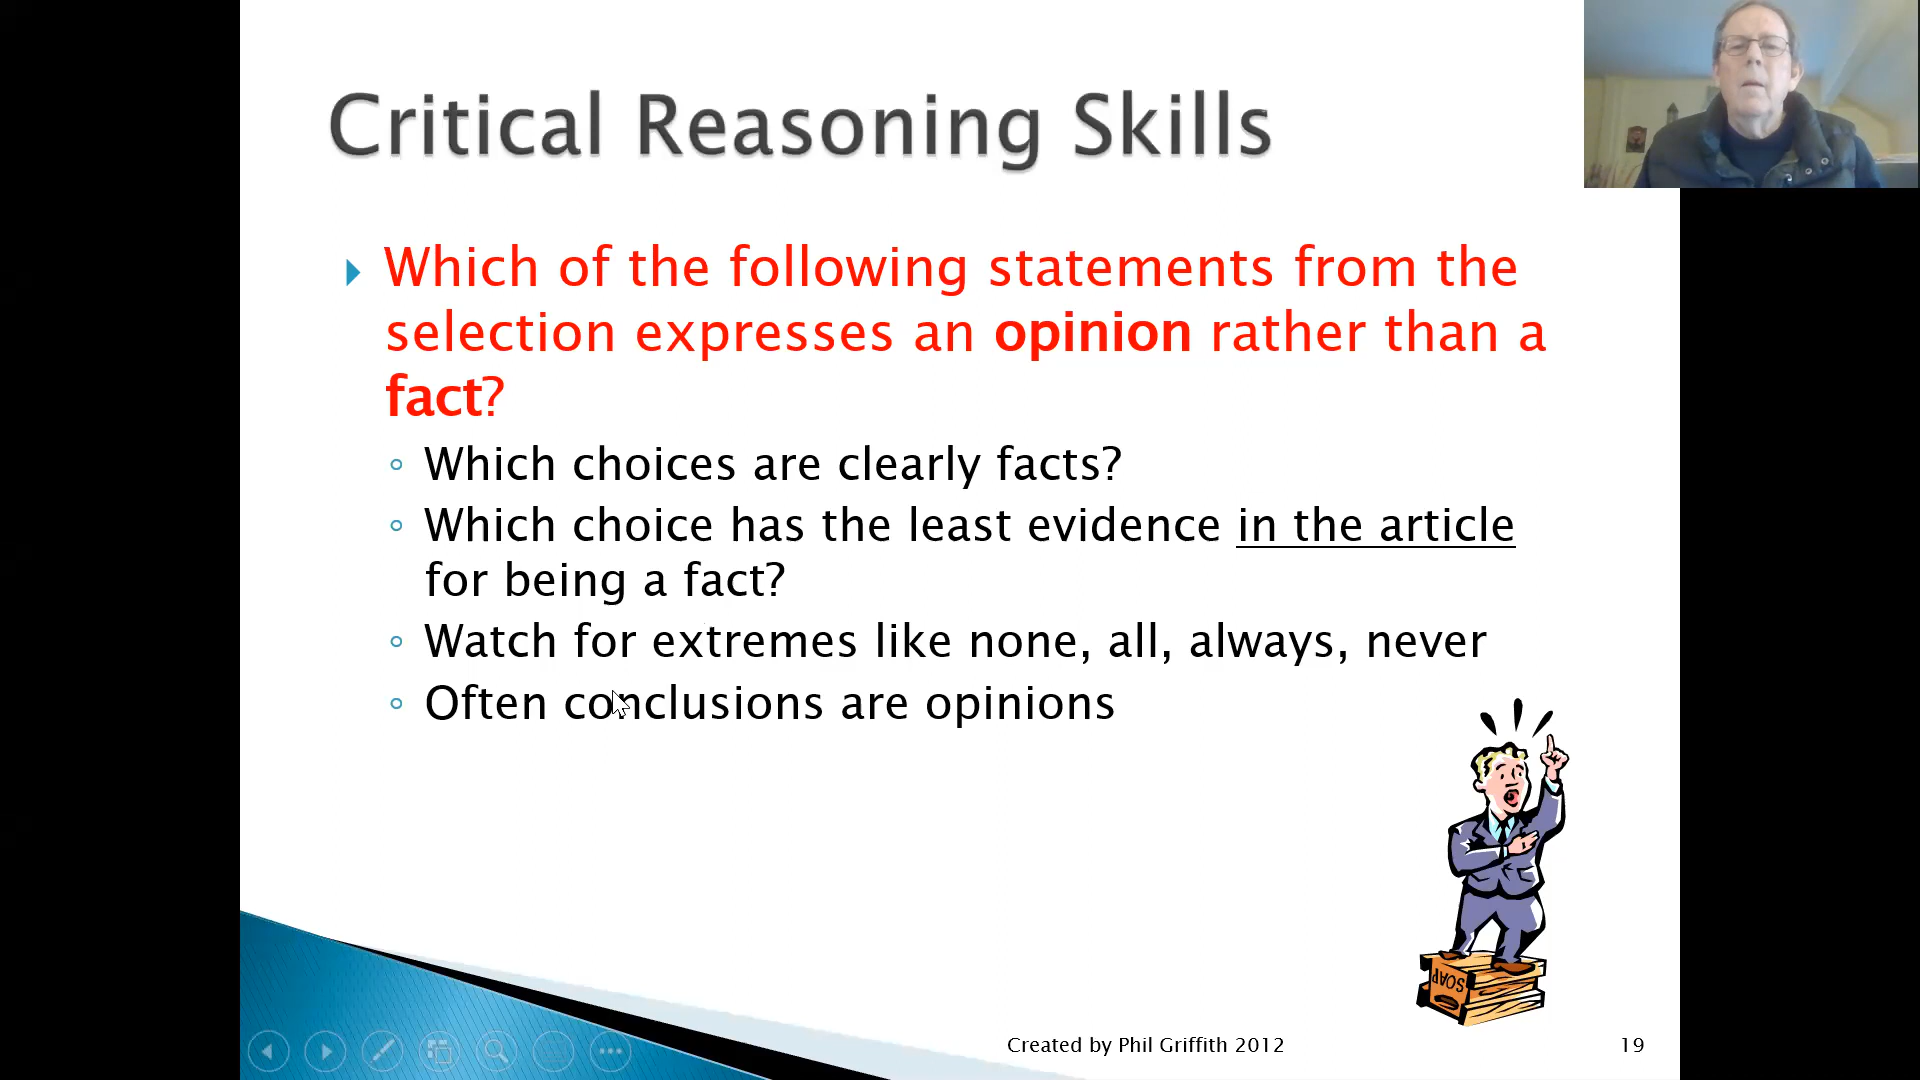 Critical Reasoning Skills
Which of the following statements from the
selection expresses an opinion rather than a
fact?
Which choices are clearly facts?
Which choice has the least evidence in the article
for being a fact?
Watch for extremes like none, all, always, never
Often conclusions are opinions
SOAP
Created by Phil Griffith 2012
19